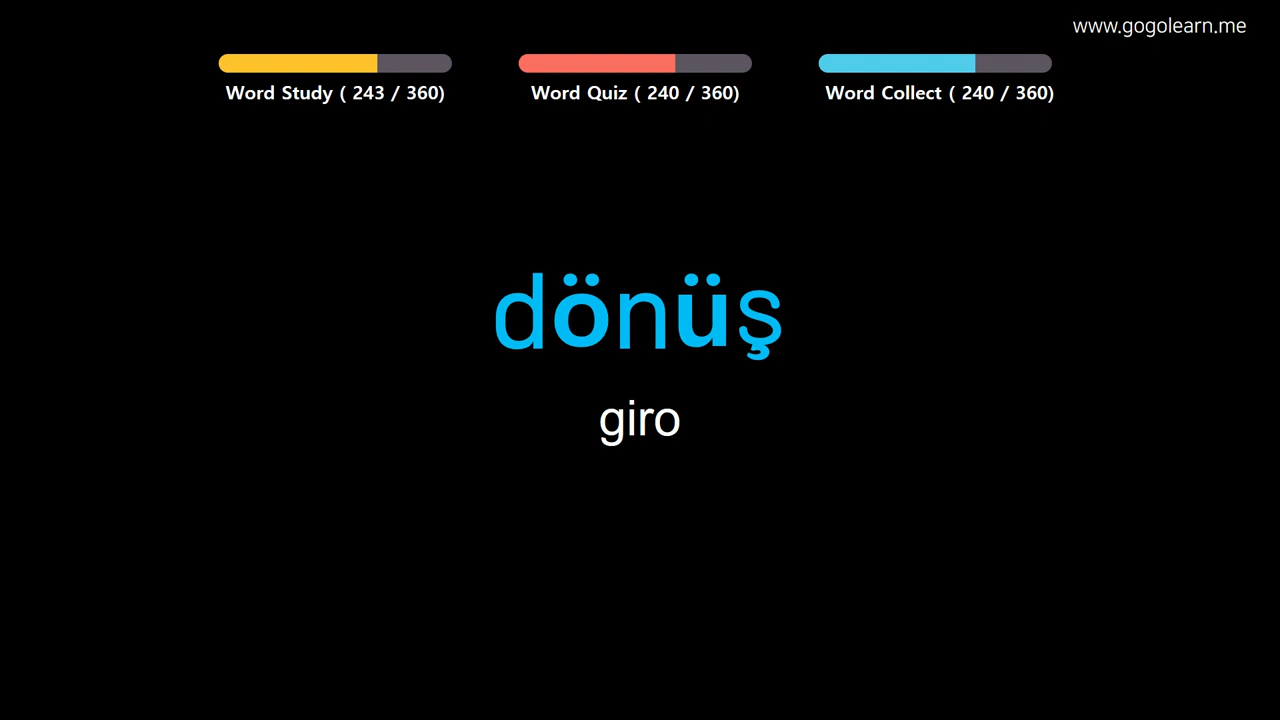 www.gogolearn.me
Word Study ( 243 / 360)
Word Quiz ( 240 / 360)
Word Collect ( 240 / 360)
dönüş
giro